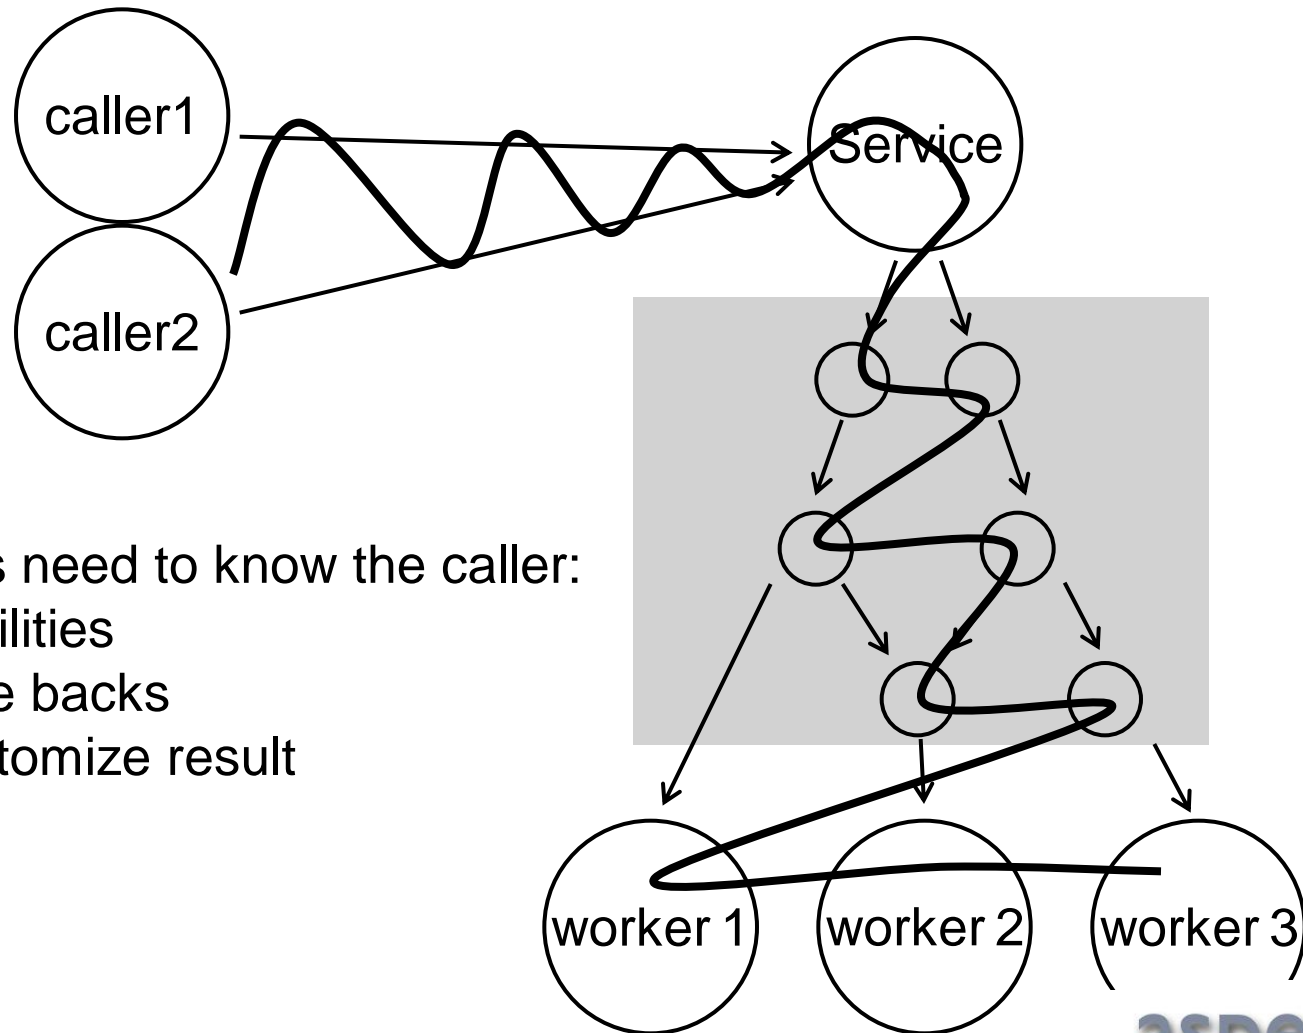 caller1
Service
caller2
s need to know the caller:
ilities
e backs
tomize result
worker 1
worker 2
worker 3